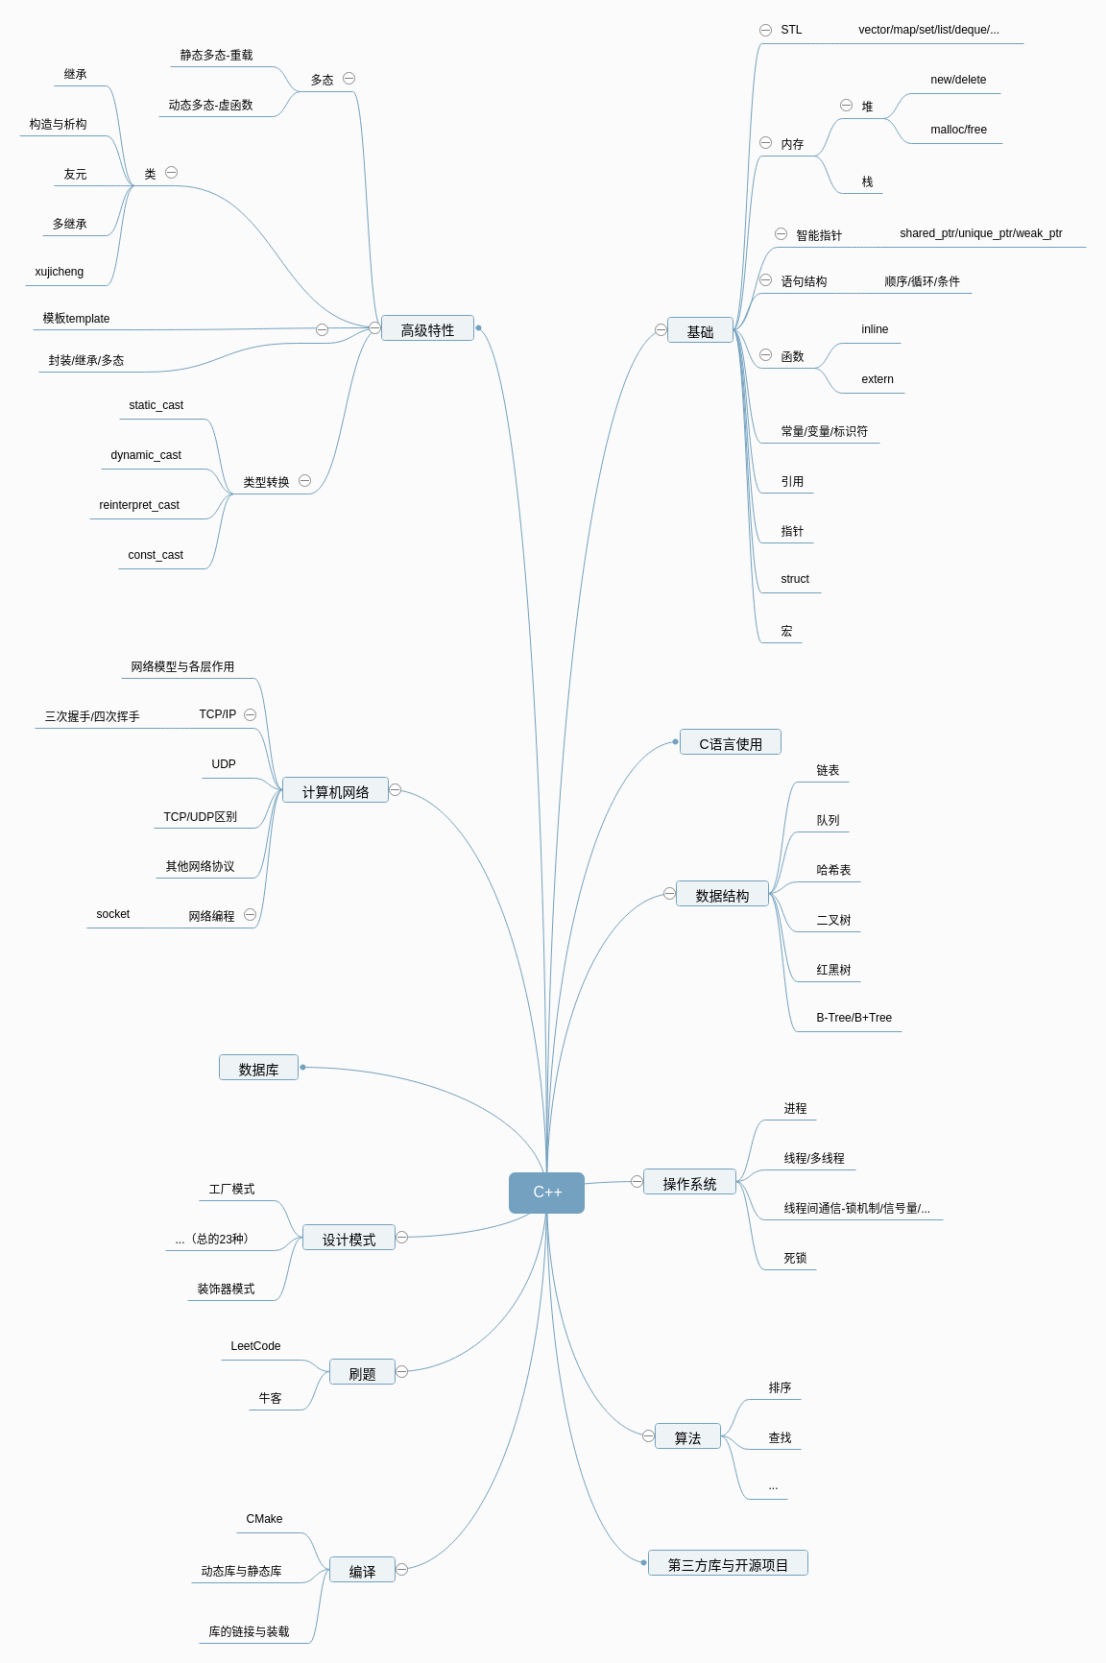 C++
基础
STL
vector/map/set/list/deque/...
内存
堆
new/delete
malloc/free
栈
智能指针
shared_ptr/unique_ptr/weak_ptr
语句结构
顺序/循环/条件
函数
inline
extern
常量/变量/标识符
引用
指针
struct
宏
C语言使用
数据结构
链表
队列
哈希表
二叉树
红黑树
B-Tree/B+Tree
操作系统
进程
线程/多线程
线程间通信-锁机制/信号量/...
死锁
算法
排序
查找
...
第三方库与开源项目
高级特性
多态
静态多态-重载
动态多态-虚函数
类
继承
构造与析构
友元
多继承
xujicheng
模板template
封装/继承/多态
类型转换
static_cast
dynamic_cast
reinterpret_cast
const_cast
计算机网络
网络模型与各层作用
TCP/IP
三次握手/四次挥手
UDP
TCP/UDP区别
其他网络协议
网络编程
socket
数据库
设计模式
工厂模式
...（总的23种）
装饰器模式
刷题
LeetCode
牛客
编译
CMake
动态库与静态库
库的链接与装载